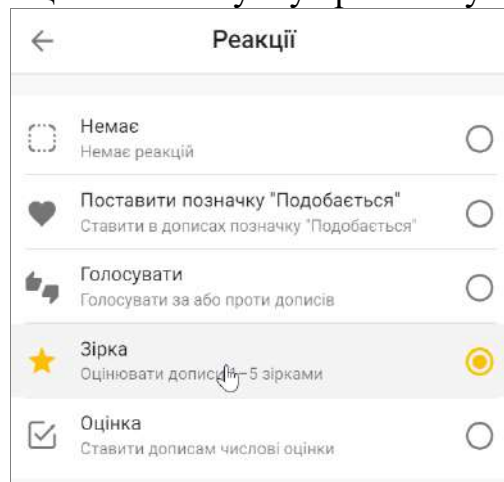 Реакції
Немає
Немає реакцій
Поставити позначку "Подобається"
Ставити в дописах позначку "Подобається"
Голосувати
Голосувати за або проти дописів
Зірка
Оцінювати 5 зірками
Оцінка
Ставити дописам числові оцінки